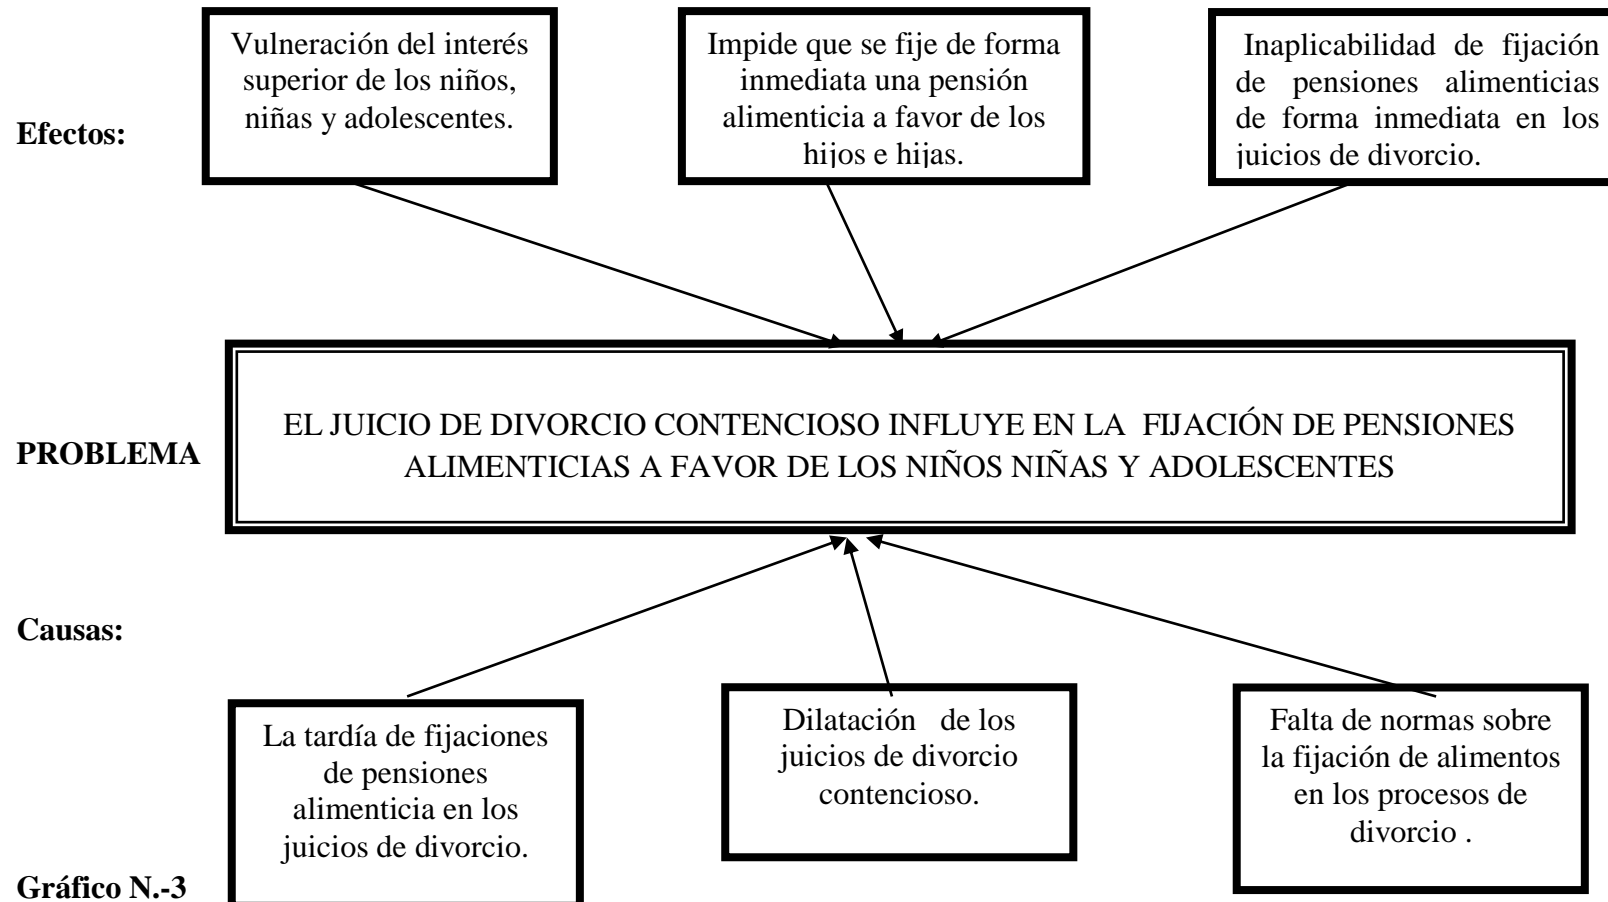 Vulneración del interés
superior de los niños,
niñas y adolescentes.
Impide que se fije de forma
inmediata una pensión
alimenticia a favor de los
hijos e hijas.
Inaplicabilidad de fijación
de pensiones alimenticias
de forma inmediata en los
juicios de divorcio.
Efectos:
PROBLEMA
EL JUICIO DE DIVORCIO CONTENCIOSO INFLUYE EN LA FIJACIÓN DE PENSIONES
ALIMENTICIAS A FAVOR DE LOS NIÑOS NIÑAS Y ADOLESCENTES
Causas:
La tardía de fijaciones
de pensiones
alimenticia en los
juicios de divorcio.
Dilatación de los
juicios de divorcio
contencioso.
Falta de normas sobre
la fijación de alimentos
en los procesos de
divorcio .
Gráfico N.-3